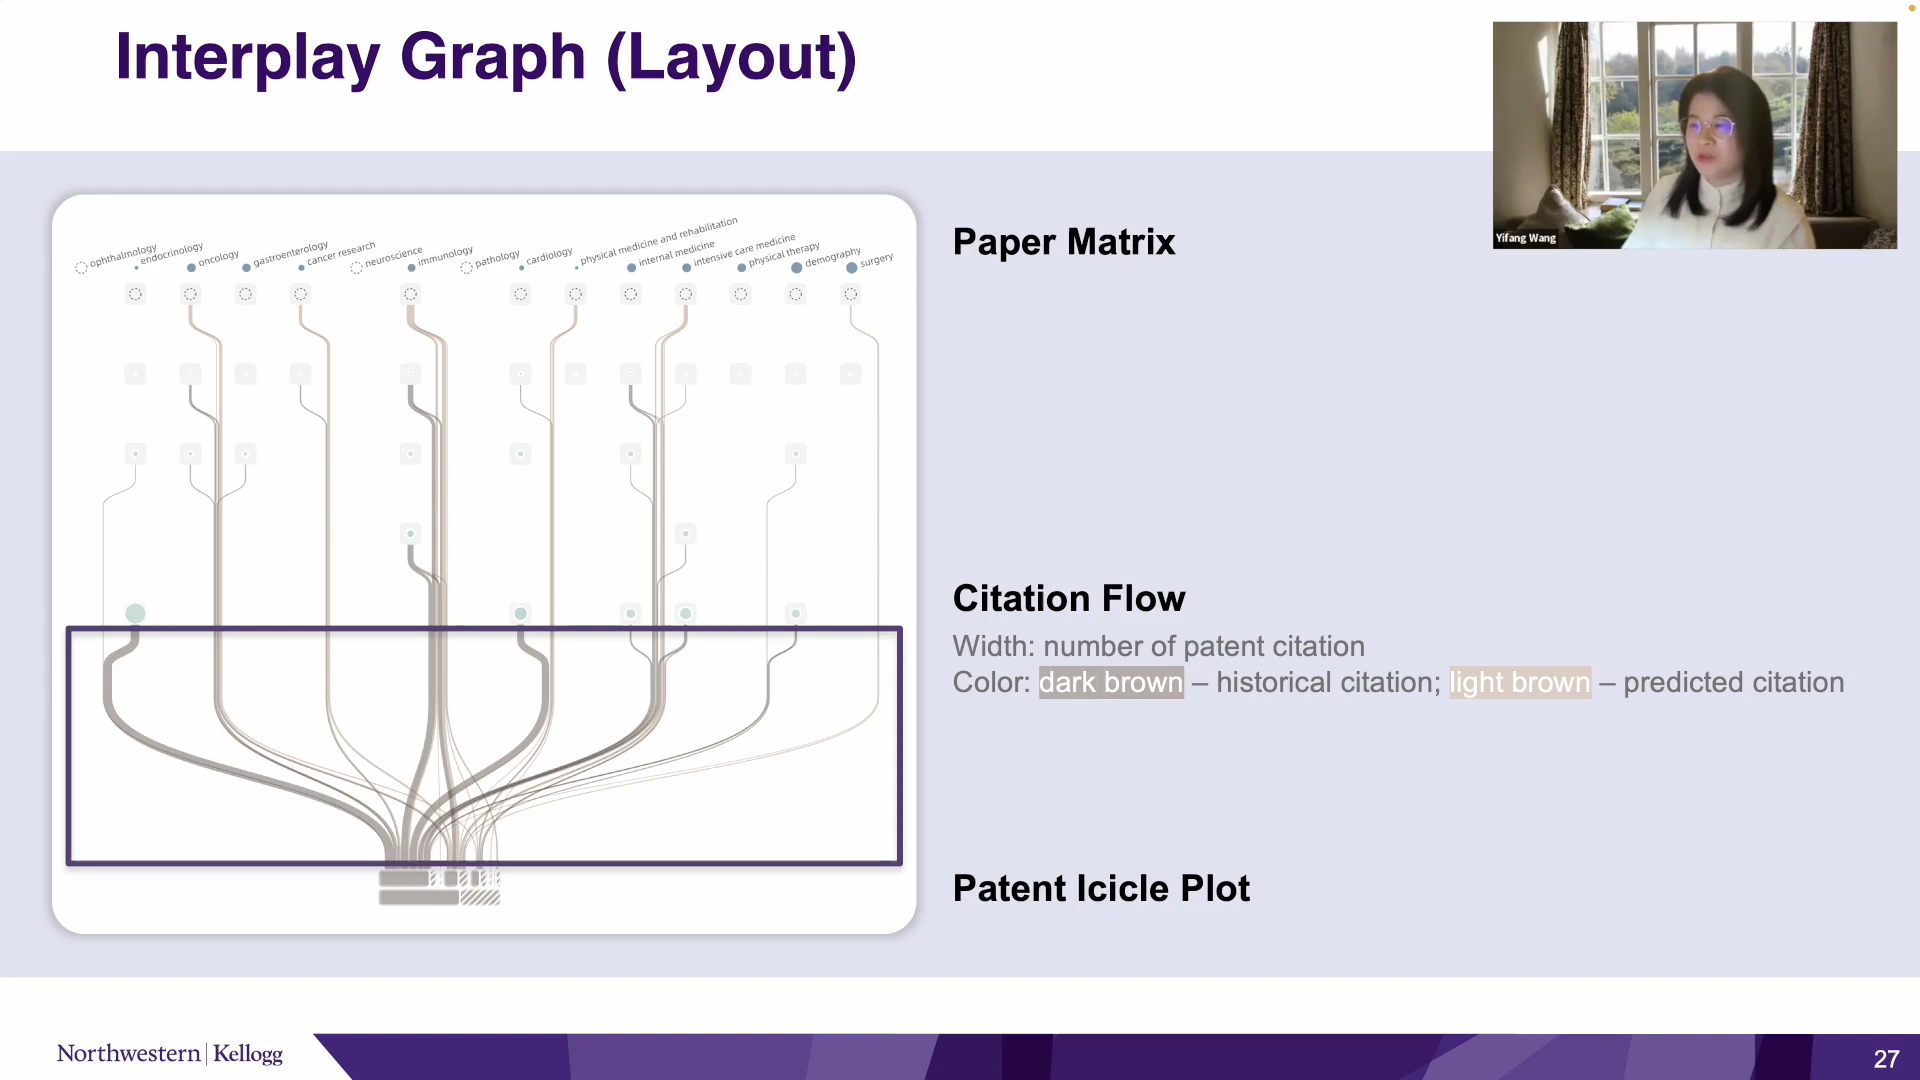 Interplay Graph (Layout)
Yifang Wang
ophthalmology
endocrinology
oncology
gastroenterology
cancer research
neuroscience
immunology
pathology
cardiology
physical medicine and rehabilitation
internal medicine
intensive care medicine
physical therapy
demography
surgery
Paper Matrix
Citation Flow
Width: number of patent citation
Color: dark brown – historical citation; light brown – predicted citation
Patent Icicle Plot
Northwestern | Kellogg
27